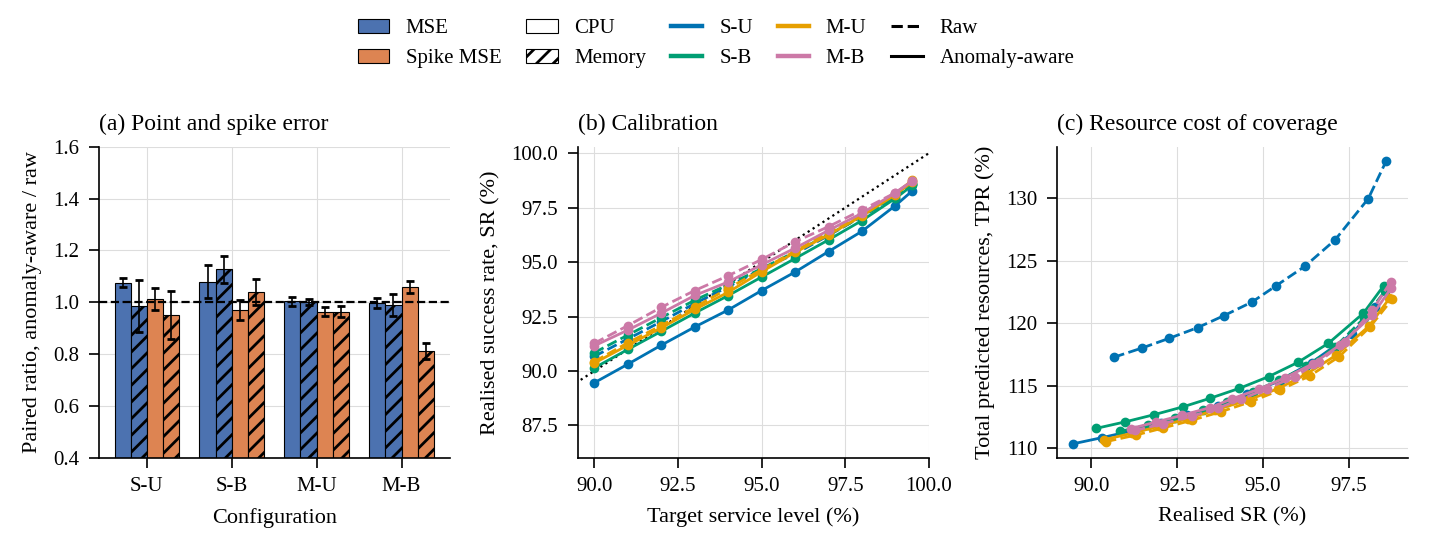 MSE
CPU
S-U
M-U
Raw
Spike MSE
Memory
S-B
M-B
Anomaly-aware
(a) Point and spike error
Paired ratio, anomaly-aware / raw
1.6
1.4
1.2
1.0
0.8
0.6
0.4
S-U
S-B
M-U
M-B
Configuration
(b) Calibration
Realised success rate, SR (%)
100.0
97.5
95.0
92.5
90.0
87.5
90.0
92.5
95.0
97.5
100.0
Target service level (%)
(c) Resource cost of coverage
Total predicted resources, TPR (%)
130
125
120
115
110
90.0
92.5
95.0
97.5
Realised SR (%)